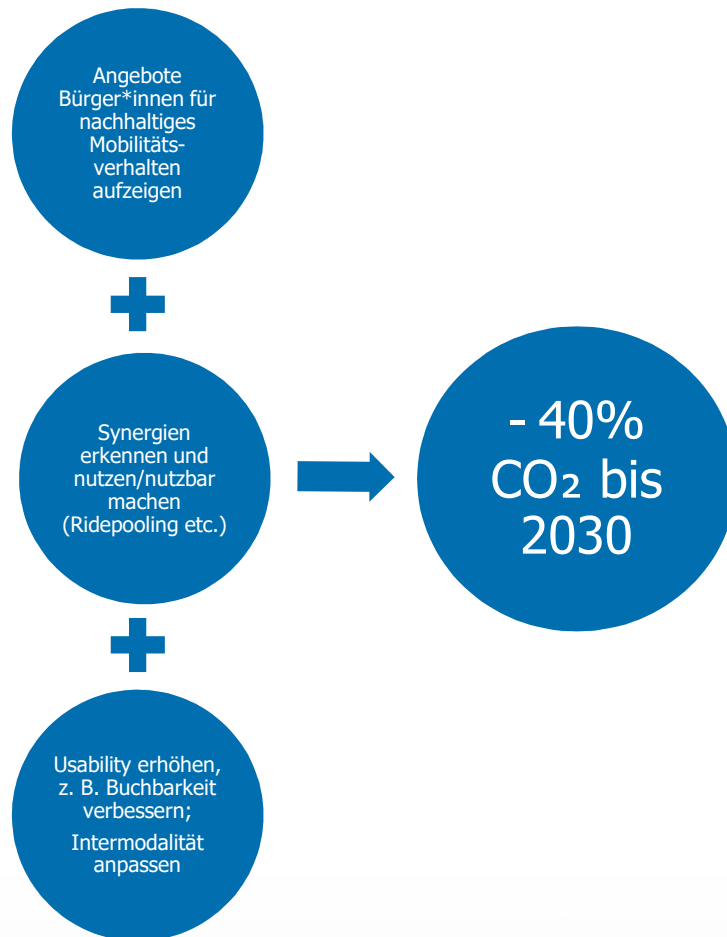 Angebote
Bürger*innen für
nachhaltiges
Mobilitäts-
verhalten
aufzeigen
Synergien
erkennen und
nutzen/nutzbar
machen
(Ridepooling etc.)
- 40%
CO₂ bis
2030
Usability erhöhen,
z. B. Buchbarkeit
verbessern;
Intermodalität
anpassen